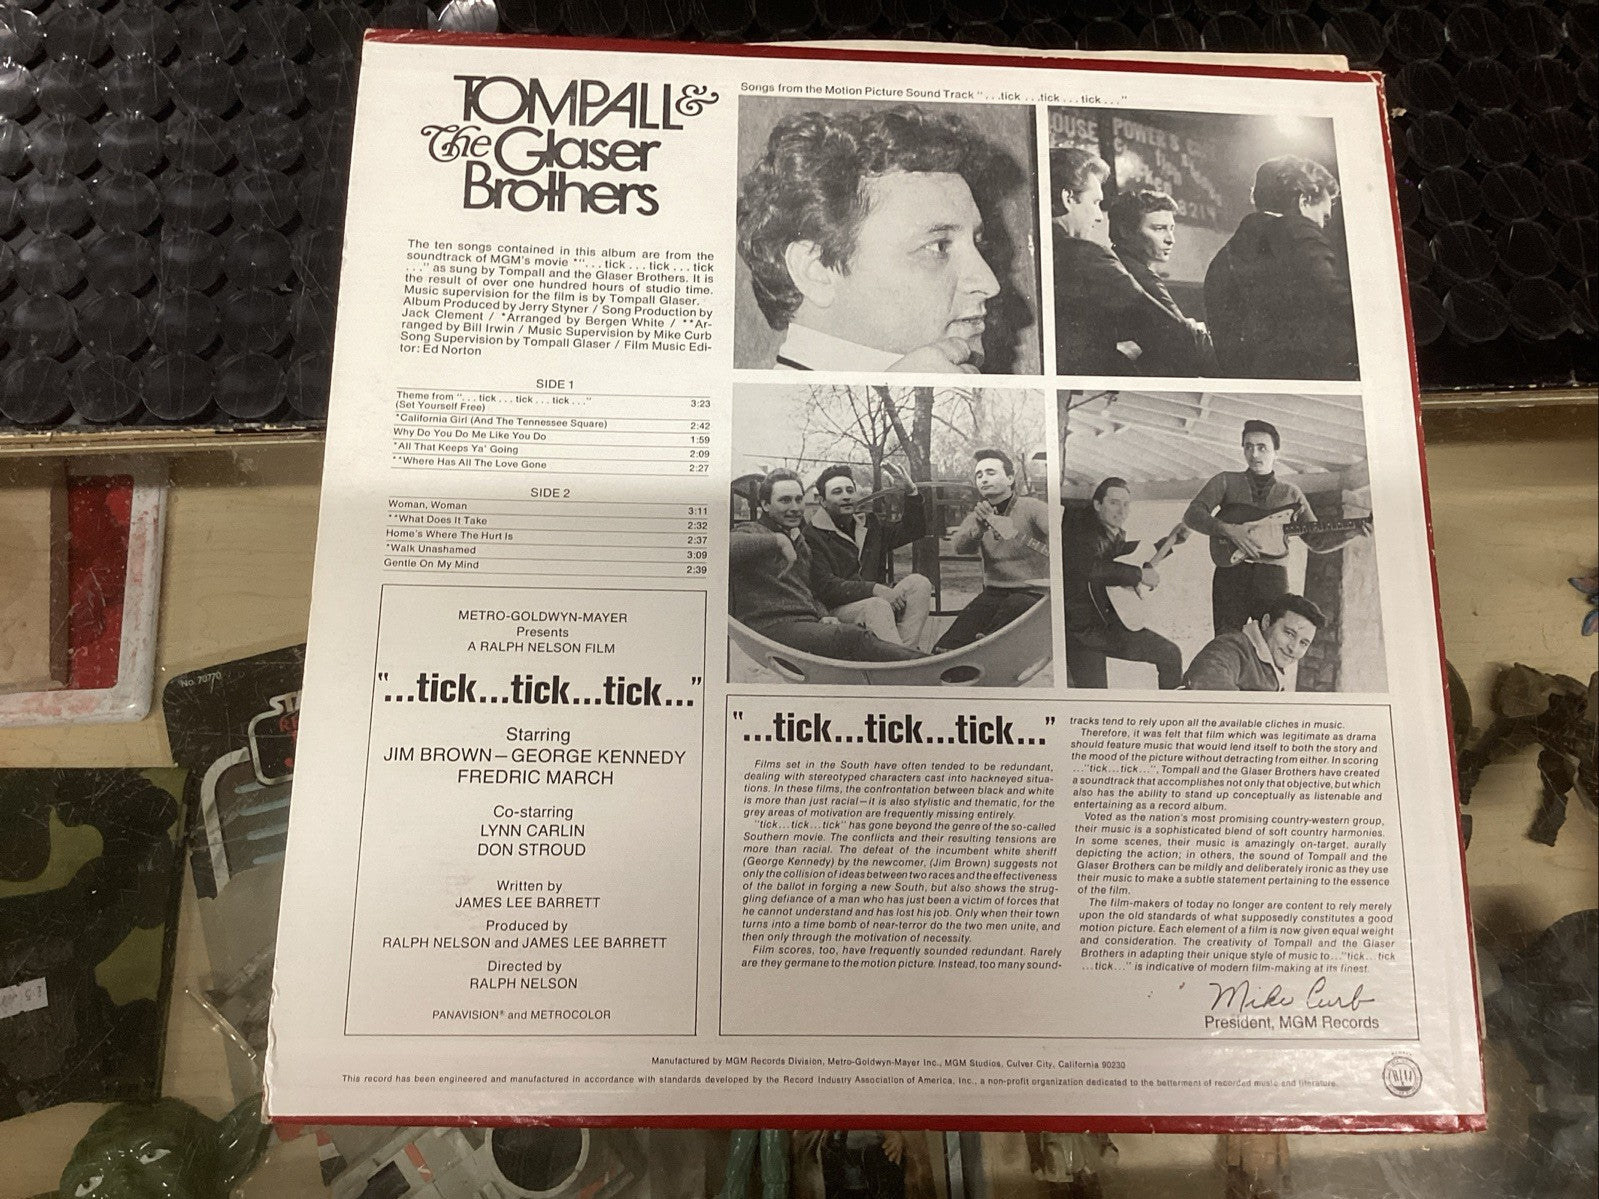 TOMPALL &
The Glaser
Brothers
The ten songs contained in this album are from the
soundtrack of MGM's movie *"... tick ... tick ... tick
..." as sung by Tompall and the Glaser Brothers. It is
the result of over one hundred hours of studio time.
Music supervision for the film is by Tompall Glaser.
Album Produced by Jerry Styner / Song Production by
Jack Clement / *Arranged by Bergen White / **Ar-
ranged by Bill Irwin / Music Supervision by Mike Curb
Song Supervision by Tompall Glaser / Film Music Edi-
tor: Ed Norton
SIDE 1
Theme from "... tick ... tick ... tick ..."
(Set Yourself Free) 3:23
*California Girl (And The Tennessee Square) 2:42
Why Do You Do Me Like You Do 1:59
*All That Keeps Ya' Going 2:09
**Where Has All The Love Gone 2:27
SIDE 2
Woman, Woman 3:11
**What Does It Take 2:32
Home's Where The Hurt Is 2:37
*Walk Unashamed 3:09
Gentle On My Mind 2:39
METRO-GOLDWYN-MAYER
Presents
A RALPH NELSON FILM
"...tick...tick...tick..."
Starring
JIM BROWN—GEORGE KENNEDY
FREDRIC MARCH
Co-starring
LYNN CARLIN
DON STROUD
Written by
JAMES LEE BARRETT
Produced by
RALPH NELSON and JAMES LEE BARRETT
Directed by
RALPH NELSON
PANAVISION® and METROCOLOR
Songs from the Motion Picture Sound Track "...tick ...tick ...tick ..."
OUSE POWER'S
8214
"...tick...tick...tick..."
Films set in the South have often tended to be redundant,
dealing with stereotyped characters cast into hackneyed situa-
tions. In these films, the confrontation between black and white
is more than just racial—it is also stylistic and thematic, for the
grey areas of motivation are frequently missing entirely.
"tick...tick...tick" has gone beyond the genre of the so-called
Southern movie. The conflicts and their resulting tensions are
more than racial. The defeat of the incumbent white sheriff
(George Kennedy) by the newcomer, (Jim Brown) suggests not
only the collision of ideas between two races and the effectiveness
of the ballot in forging a new South, but also shows the strug-
gling defiance of a man who has just been a victim of forces that
he cannot understand and has lost his job. Only when their town
turns into a time bomb of near-terror do the two men unite, and
then only through the motivation of necessity.
Film scores, too, have frequently sounded redundant. Rarely
are they germane to the motion picture. Instead, too many sound-
tracks tend to rely upon all the available cliches in music.
Therefore, it was felt that film which was legitimate as drama
should feature music that would lend itself to both the story and
the mood of the picture without detracting from either. In scoring
..."tick...tick...", Tompall and the Glaser Brothers have created
a soundtrack that accomplishes not only that objective, but which
also has the ability to stand up conceptually as listenable and
entertaining as a record album.
Voted as the nation's most promising country-western group,
their music is a sophisticated blend of soft country harmonies.
In some scenes, their music is amazingly on-target, aurally
depicting the action; in others, the sound of Tompall and the
Glaser Brothers can be mildly and deliberately ironic as they use
their music to make a subtle statement pertaining to the essence
of the film.
The film-makers of today no longer are content to rely merely
upon the old standards of what supposedly constitutes a good
motion picture. Each element of a film is now given equal weight
and consideration. The creativity of Tompall and the Glaser
Brothers in adapting their unique style of music to..."tick.. tick
...tick..." is indicative of modern film-making at its finest.
Mike Curb
President, MGM Records
Manufactured by MGM Records Division, Metro-Goldwyn-Mayer Inc., MGM Studios, Culver City, California 90230
This record has been engineered and manufactured in accordance with standards developed by the Record Industry Association of America, Inc., a non-profit organization dedicated to the betterment of recorded music and literature.
No. 70770